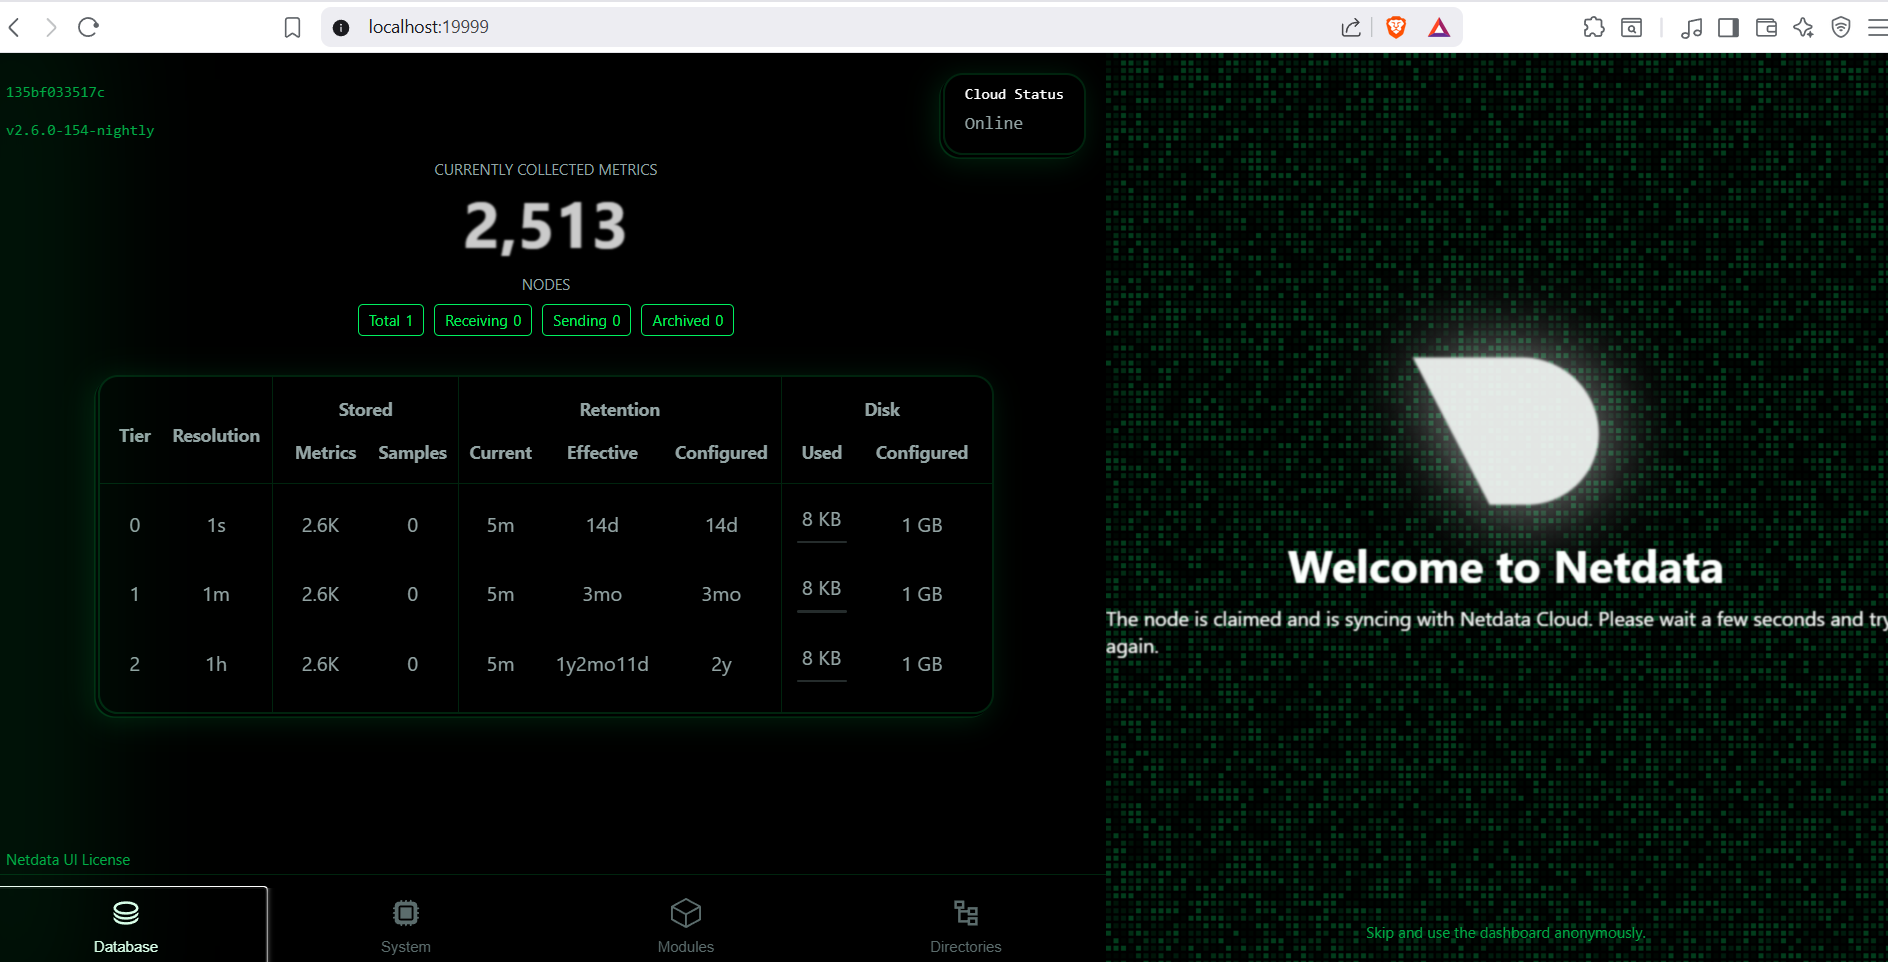 localhost:19999
135bf033517c
v2.6.0-154-nightly
Cloud Status
Online
CURRENTLY COLLECTED METRICS
2,513
NODES
Total 1 Receiving 0 Sending 0 Archived 0
Stored Retention Disk
Tier Resolution
Metrics Samples Current Effective Configured Used Configured
0 1s 2.6K 0 5m 14d 14d 8 KB 1 GB
1 1m 2.6K 0 5m 3mo 3mo 8 KB 1 GB
2 1h 2.6K 0 5m 1y2mo11d 2y 8 KB 1 GB
Netdata UI License
Database System Modules Directories
Welcome to Netdata
The node is claimed and is syncing with Netdata Cloud. Please wait a few seconds and try
again.
Skip and use the dashboard anonymously.